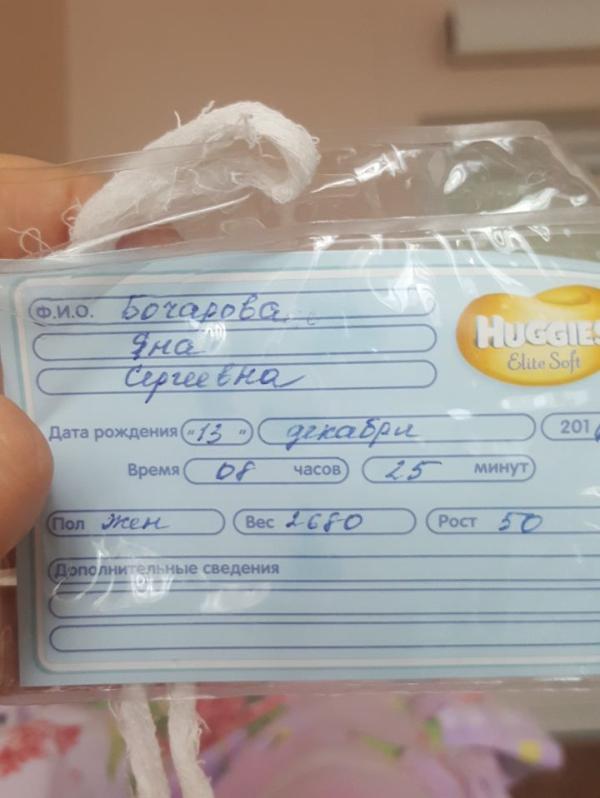 Ф.И.О. Бочарова
Яна
Сергеевна
HUGGIES
Elite Soft
Дата рождения "13" декабря 201
Время 08 часов 25 минут
Пол жен Вес 2680 Рост 50
Дополнительные сведения